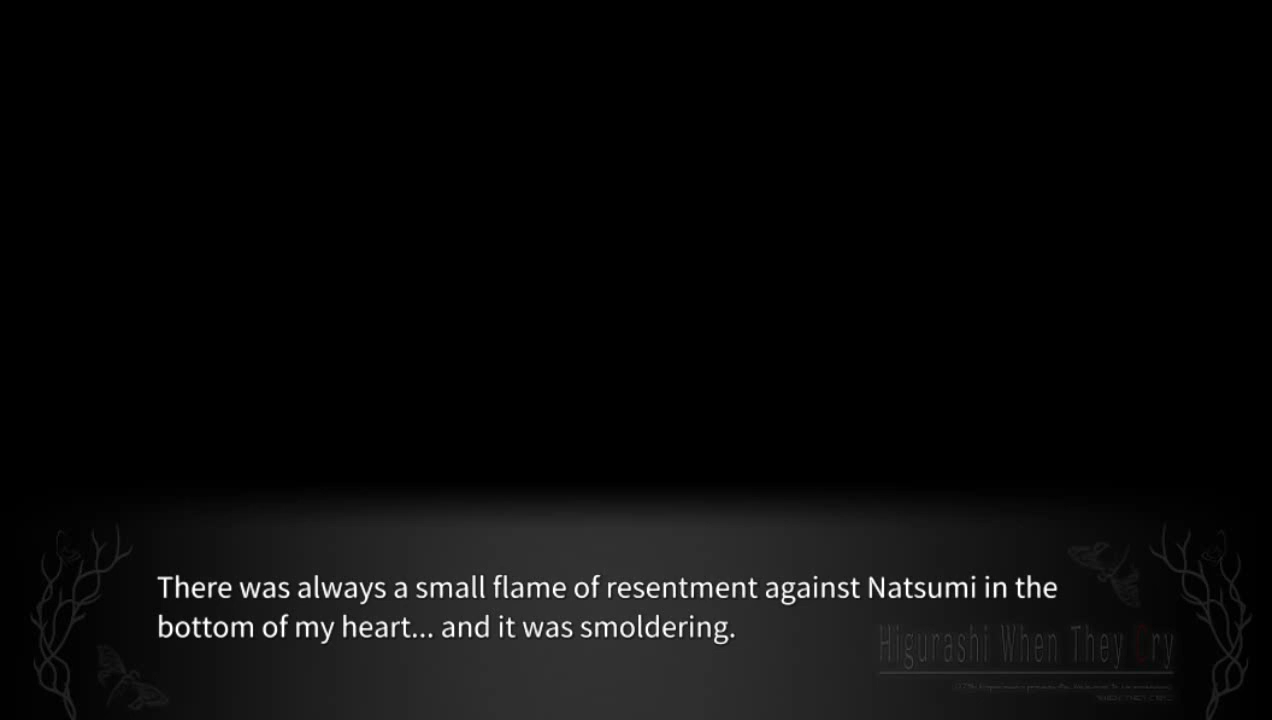 There was always a small flame of resentment against Natsumi in the
bottom of my heart... and it was smoldering.
Higurashi When They Cry